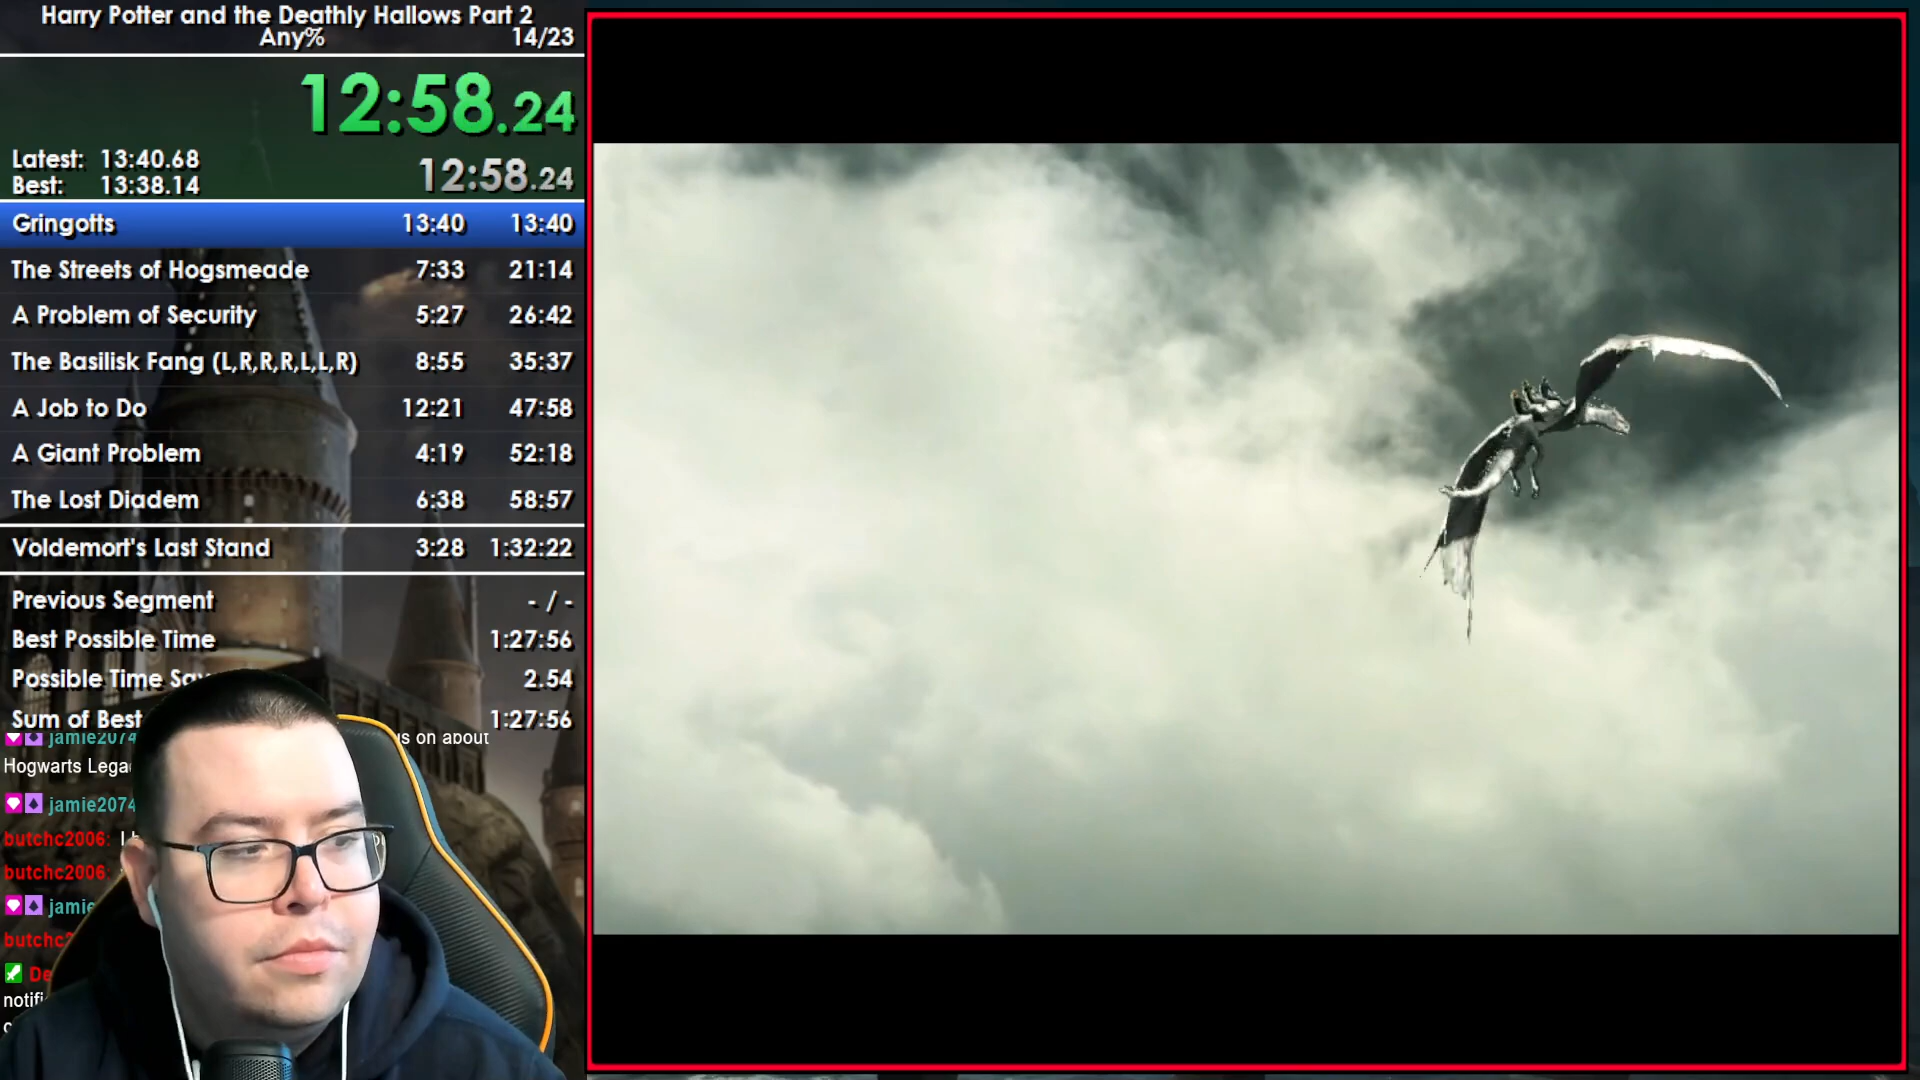 Harry Potter and the Deathly Hallows Part 2
Any% 14/23
12:58.24
Latest: 13:40.68
Best: 13:38.14
12:58.24
Gringotts 13:40 13:40
The Streets of Hogsmeade 7:33 21:14
A Problem of Security 5:27 26:42
The Basilisk Fang (L,R,R,R,L,L,R) 8:55 35:37
A Job to Do 12:21 47:58
A Giant Problem 4:19 52:18
The Lost Diadem 6:38 58:57
Voldemort's Last Stand 3:28 1:32:22
Previous Segment - / -
Best Possible Time 1:27:56
Possible Time 2.54
Sum of Best 1:27:56
jamie2074 on about
Hogwarts
jamie2074
butchc2006: I
butchc2006: